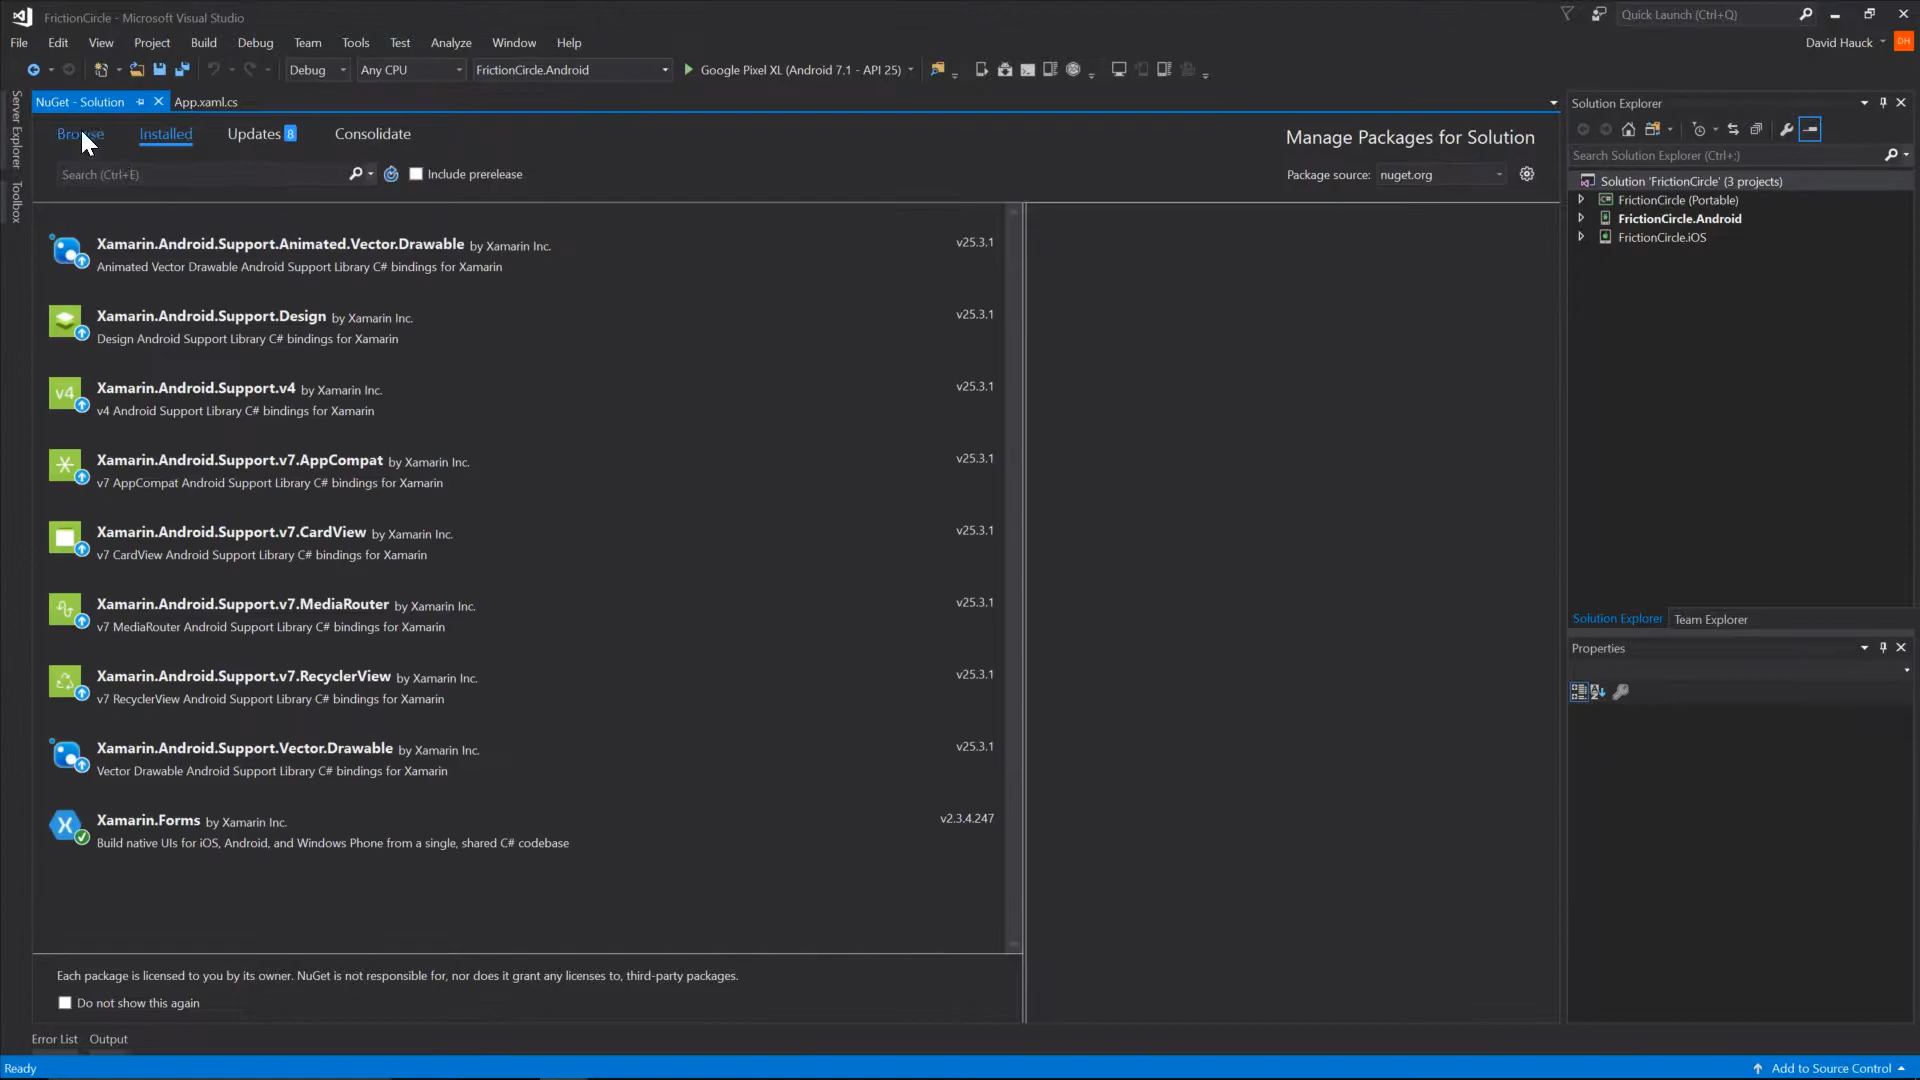 FrictionCircle - Microsoft Visual Studio
Quick Launch (Ctrl+Q)
File Edit View Project Build Debug Team Tools Test Analyze Window Help
David Hauck DH
Debug Any CPU FrictionCircle.Android Google Pixel XL (Android 7.1 - API 25)
Server Explorer
Toolbox
NuGet - Solution App.xaml.cs
Browse Installed Updates 8 Consolidate
Manage Packages for Solution
Search (Ctrl+E) Include prerelease
Package source: nuget.org
Xamarin.Android.Support.Animated.Vector.Drawable by Xamarin Inc. v25.3.1
Animated Vector Drawable Android Support Library C# bindings for Xamarin
Xamarin.Android.Support.Design by Xamarin Inc. v25.3.1
Design Android Support Library C# bindings for Xamarin
v4 Xamarin.Android.Support.v4 by Xamarin Inc. v25.3.1
v4 Android Support Library C# bindings for Xamarin
Xamarin.Android.Support.v7.AppCompat by Xamarin Inc. v25.3.1
v7 AppCompat Android Support Library C# bindings for Xamarin
Xamarin.Android.Support.v7.CardView by Xamarin Inc. v25.3.1
v7 CardView Android Support Library C# bindings for Xamarin
Xamarin.Android.Support.v7.MediaRouter by Xamarin Inc. v25.3.1
v7 MediaRouter Android Support Library C# bindings for Xamarin
Xamarin.Android.Support.v7.RecyclerView by Xamarin Inc. v25.3.1
v7 RecyclerView Android Support Library C# bindings for Xamarin
Xamarin.Android.Support.Vector.Drawable by Xamarin Inc. v25.3.1
Vector Drawable Android Support Library C# bindings for Xamarin
Xamarin.Forms by Xamarin Inc. v2.3.4.247
Build native UIs for iOS, Android, and Windows Phone from a single, shared C# codebase
Each package is licensed to you by its owner. NuGet is not responsible for, nor does it grant any licenses to, third-party packages.
Do not show this again
Solution Explorer
Search Solution Explorer (Ctrl+;)
Solution 'FrictionCircle' (3 projects)
FrictionCircle (Portable)
FrictionCircle.Android
FrictionCircle.iOS
Solution Explorer Team Explorer
Properties
Error List Output
Ready
Add to Source Control